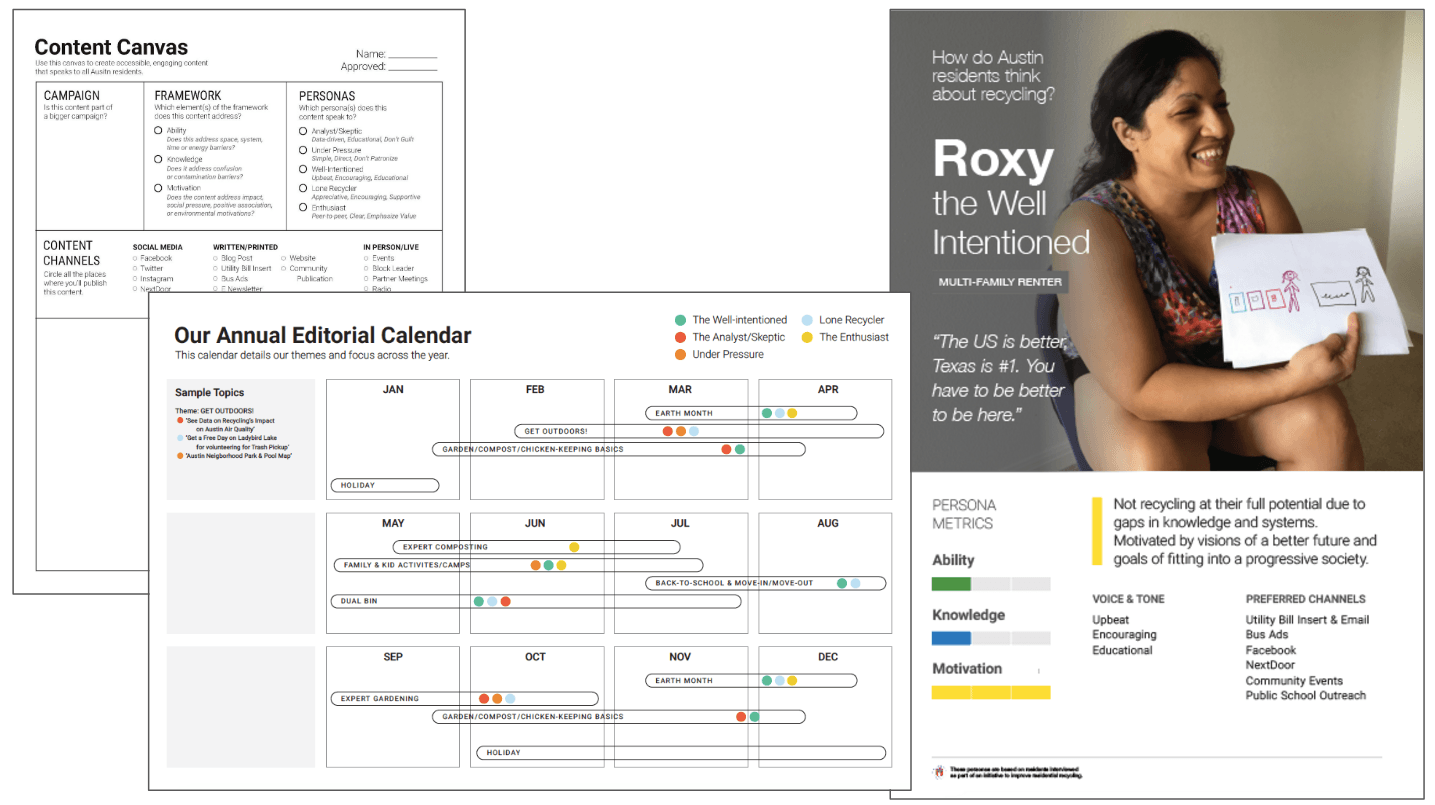 Content Canvas
Use this canvas to create accessible, engaging content
that speaks to all Ausitn residents.
Name: ________
Approved: ________
CAMPAIGN
Is this content part of
a bigger campaign?
FRAMEWORK
Which element(s) of the framework
does this content address?
Ability
Does this address space, system,
time or energy barriers?
Knowledge
Does it address confusion
or contamination barriers?
Motivation
Does the content address impact,
social pressure, positive association,
or environmental motivations?
PERSONAS
Which persona(s) does this
content speak to?
Analyst/Skeptic
Data-driven, Educational, Don't Guilt
Under Pressure
Simple, Direct, Don't Patronize
Well-Intentioned
Upbeat, Encouraging, Educational
Lone Recycler
Appreciative, Encouraging, Supportive
Enthusiast
Peer-to-peer, Clear, Emphasize Value
CONTENT
CHANNELS
Circle all the places
where you'll publish
this content.
SOCIAL MEDIA
Facebook
Twitter
Instagram
NextDoor
WRITTEN/PRINTED
Blog Post
Utility Bill Insert
Bus Ads
E Newsletter
Website
Community
Publication
IN PERSON/LIVE
Events
Block Leader
Partner Meetings
Radio
Our Annual Editorial Calendar
This calendar details our themes and focus across the year.
The Well-intentioned
Lone Recycler
The Analyst/Skeptic
The Enthusiast
Under Pressure
Sample Topics
Theme: GET OUTDOORS!
'See Data on Recycling's Impact
on Austin Air Quality'
'Get a Free Day on Ladybird Lake
for volunteering for Trash Pickup'
'Austin Neigborhood Park & Pool Map'
JAN
FEB
MAR
APR
EARTH MONTH
GET OUTDOORS!
GARDEN/COMPOST/CHICKEN-KEEPING BASICS
HOLIDAY
MAY
JUN
JUL
AUG
EXPERT COMPOSTING
FAMILY & KID ACTIVITES/CAMPS
BACK-TO-SCHOOL & MOVE-IN/MOVE-OUT
DUAL BIN
SEP
OCT
NOV
DEC
EARTH MONTH
EXPERT GARDENING
GARDEN/COMPOST/CHICKEN-KEEPING BASICS
HOLIDAY
How do Austin
residents think
about recycling?
Roxy
the Well
Intentioned
MULTI-FAMILY RENTER
“The US is better,
Texas is #1. You
have to be better
to be here.”
PERSONA
METRICS
Ability
Knowledge
Motivation
Not recycling at their full potential due to
gaps in knowledge and systems.
Motivated by visions of a better future and
goals of fitting into a progressive society.
VOICE & TONE
Upbeat
Encouraging
Educational
PREFERRED CHANNELS
Utility Bill Insert & Email
Bus Ads
Facebook
NextDoor
Community Events
Public School Outreach
These personas are based on residents interviewed
as part of an initiative to improve residential recycling.